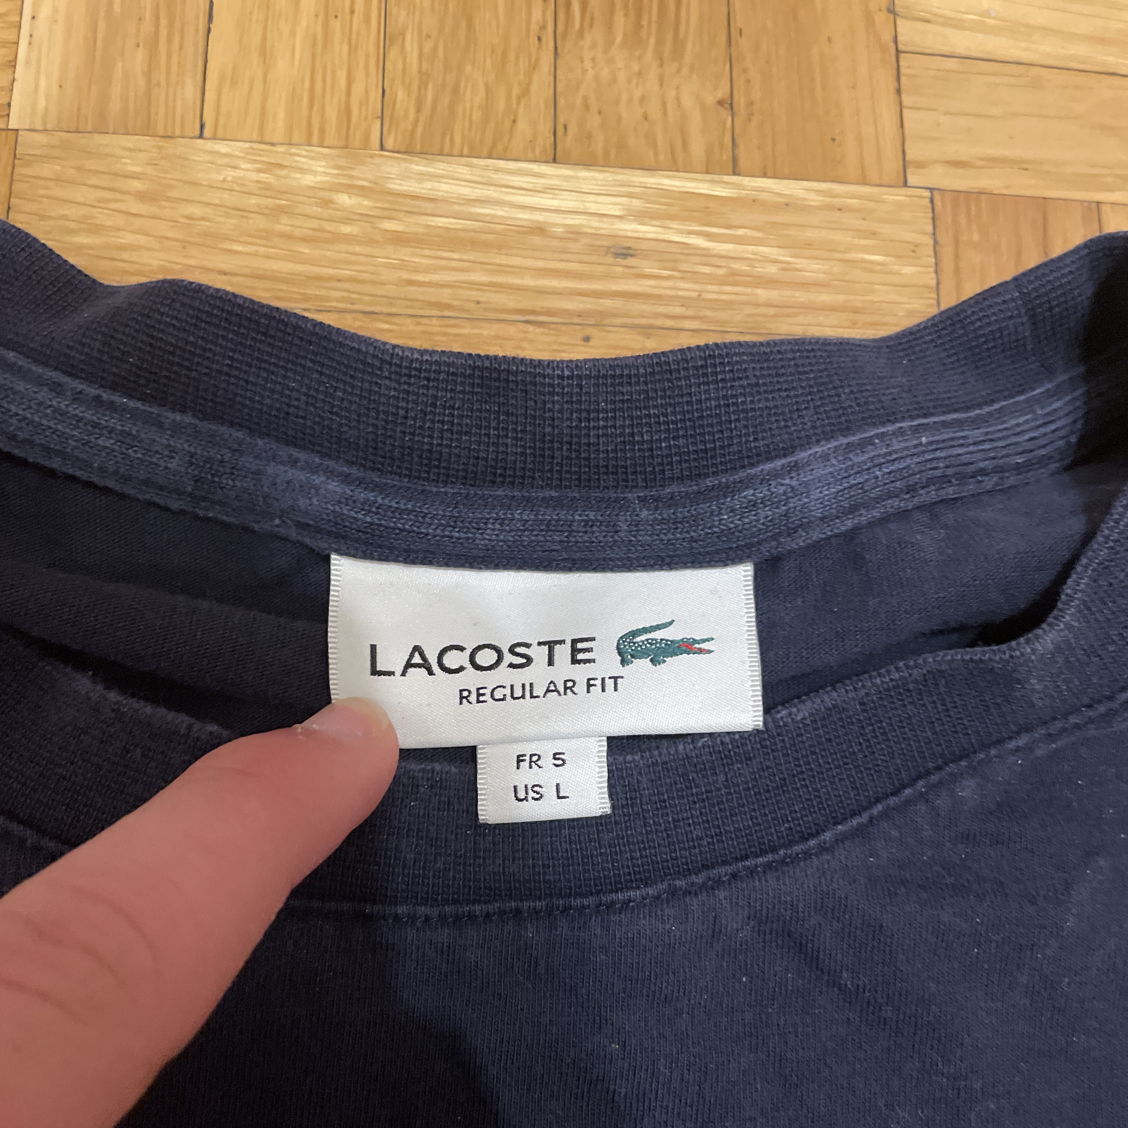 LACOSTE
REGULAR FIT
FR 5
US L